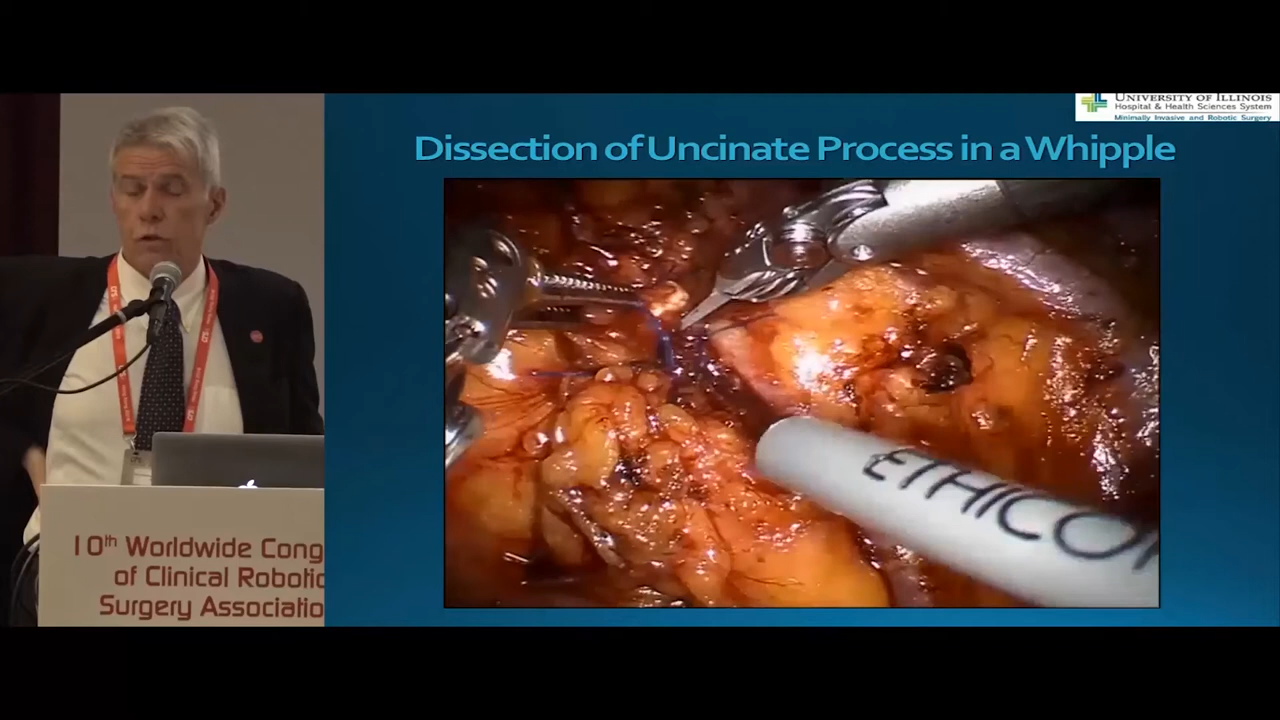 UNIVERSITY OF ILLINOIS
Hospital & Health Sciences System
Minimally Invasive and Robotic Surgery
Dissection of Uncinate Process in a Whipple
ETHICO
10th Worldwide Cong
of Clinical Robotic
Surgery Associatio